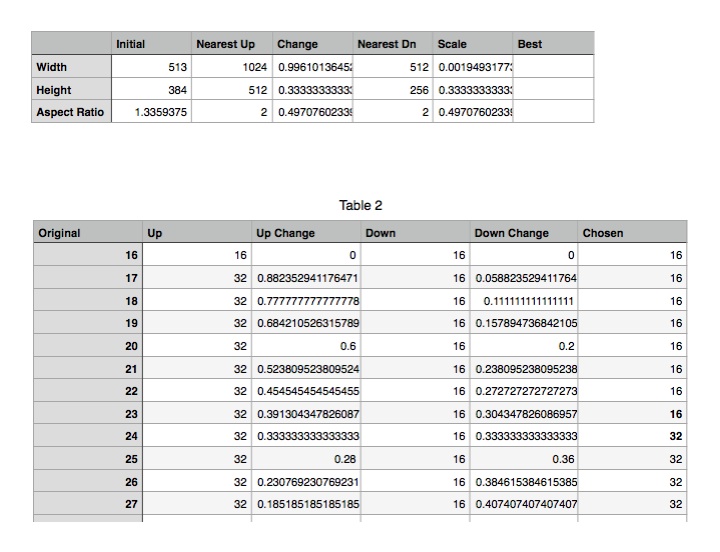 Initial Nearest Up Change Nearest Dn Scale Best
Width 513 1024 0.9961013645 512 0.001949317
Height 384 512 0.3333333333 256 0.3333333333
Aspect Ratio 1.3359375 2 0.4970760233 2 0.4970760233
Table 2
Original Up Up Change Down Down Change Chosen
16 16 0 16 0 16
17 32 0.882352941176471 16 0.058823529411764 16
18 32 0.777777777777778 16 0.111111111111111 16
19 32 0.684210526315789 16 0.157894736842105 16
20 32 0.6 16 0.2 16
21 32 0.523809523809524 16 0.238095238095238 16
22 32 0.454545454545455 16 0.272727272727273 16
23 32 0.391304347826087 16 0.304347826086957 16
24 32 0.333333333333333 16 0.333333333333333 32
25 32 0.28 16 0.36 32
26 32 0.230769230769231 16 0.384615384615385 32
27 32 0.185185185185185 16 0.407407407407407 32